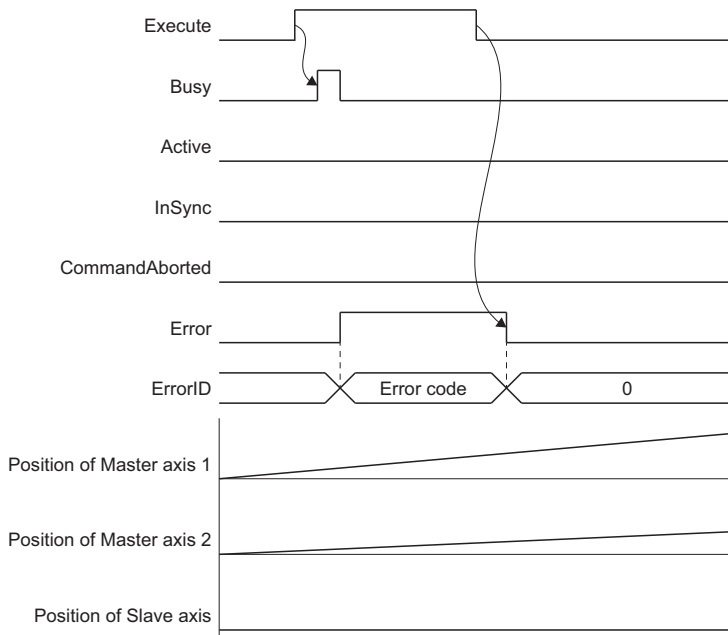 Execute
Busy
Active
InSync
CommandAborted
Error
ErrorID
Error code
0
Position of Master axis 1
Position of Master axis 2
Position of Slave axis